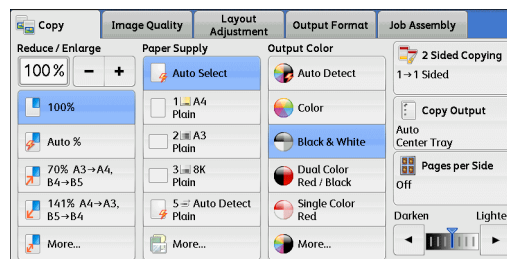 Copy
Image Quality
Layout
Adjustment
Output Format
Job Assembly
Reduce / Enlarge
100%
−
+
100%
Auto %
70% A3→A4,
B4→B5
141% A4→A3,
B5→B4
More...
Paper Supply
Auto Select
1 A4
Plain
2 A3
Plain
3 8K
Plain
5 Auto Detect
Plain
More...
Output Color
Auto Detect
Color
Black & White
Dual Color
Red / Black
Single Color
Red
More...
2 Sided Copying
1→1 Sided
Copy Output
Auto
Center Tray
Pages per Side
Off
Darken
Lighte